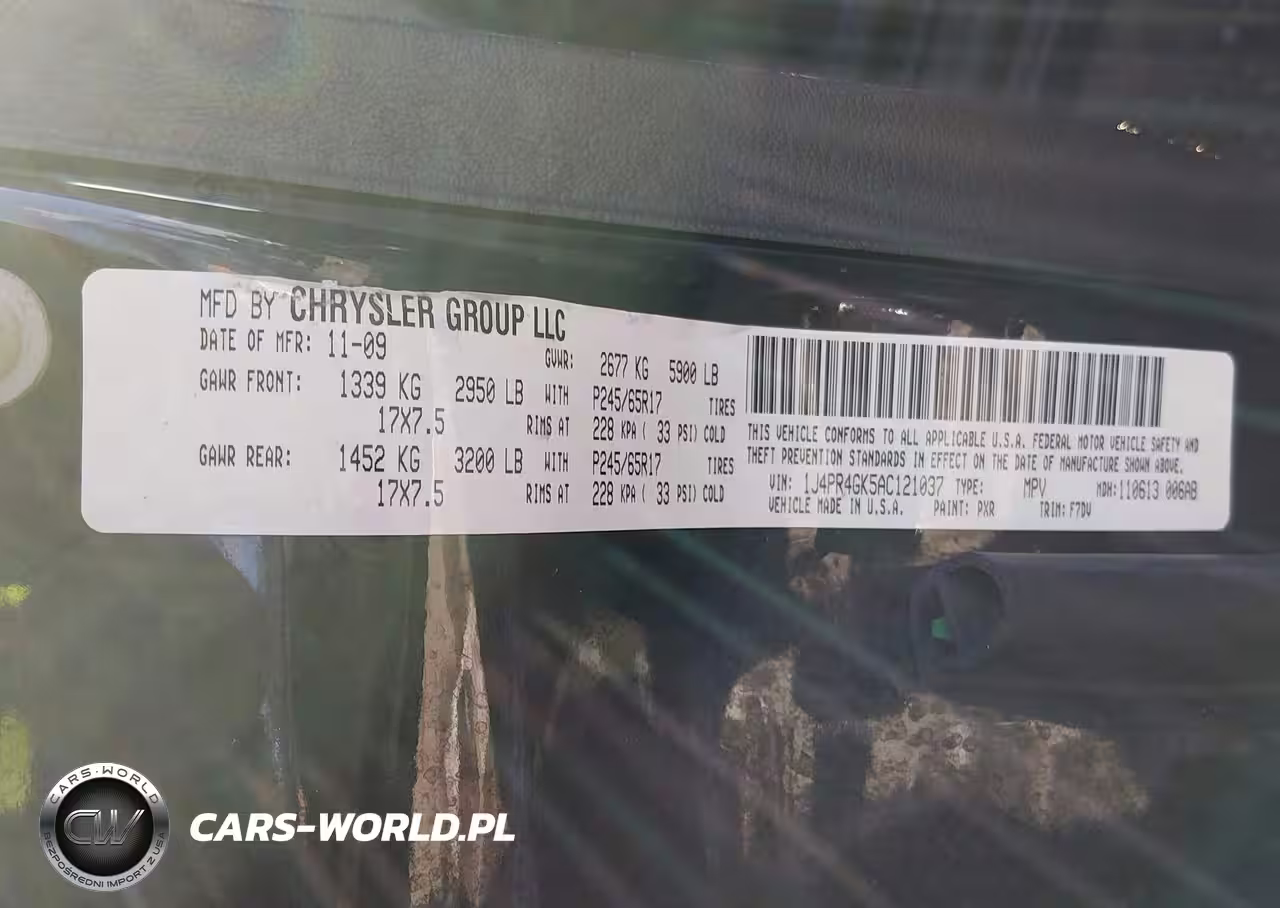 MFD BY CHRYSLER GROUP LLC
DATE OF MFR: 11-09 GVWR: 2677 KG 5900 LB
GAWR FRONT: 1339 KG 2950 LB WITH P245/65R17 TIRES
17X7.5 RIMS AT 228 KPA ( 33 PSI) COLD
GAWR REAR: 1452 KG 3200 LB WITH P245/65R17 TIRES
17X7.5 RIMS AT 228 KPA ( 33 PSI) COLD
THIS VEHICLE CONFORMS TO ALL APPLICABLE U.S.A. FEDERAL MOTOR VEHICLE SAFETY AND
THEFT PREVENTION STANDARDS IN EFFECT ON THE DATE OF MANUFACTURE SHOWN ABOVE.
VIN: 1J4PR4GK5AC121037 TYPE: MPV MDH:110613 006AB
VEHICLE MADE IN U.S.A. PAINT: PXR TRIM: F7DV
CARS-WORLD
CW
BEZPOŚREDNI IMPORT Z USA
CARS-WORLD.PL